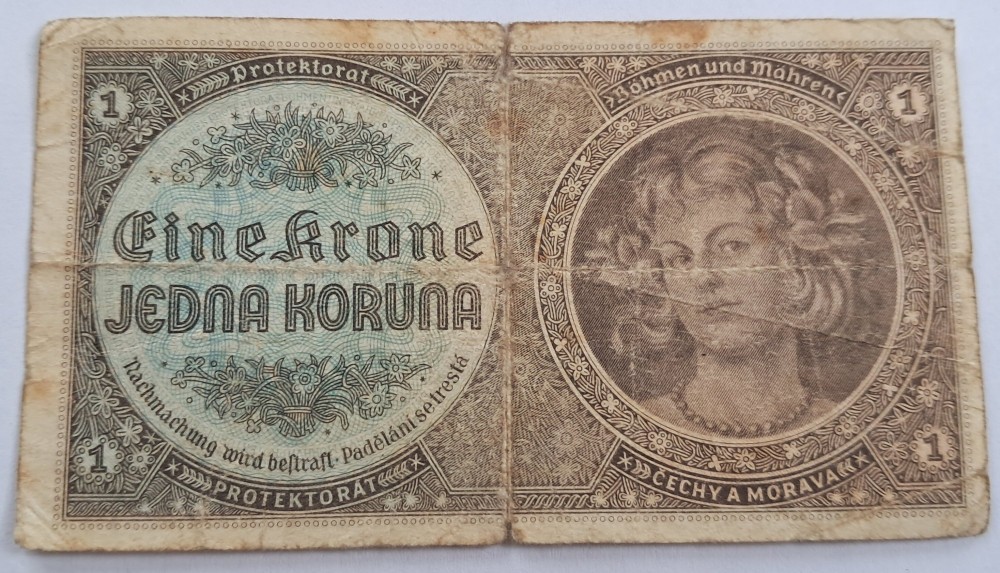 Protektorat
Böhmen und Mähren
1
1
Eine Krone
JEDNA KORUNA
Nachmachung wird bestraft · Padělání se trestá
1
1
PROTEKTORÁT
ČECHY A MORAVA